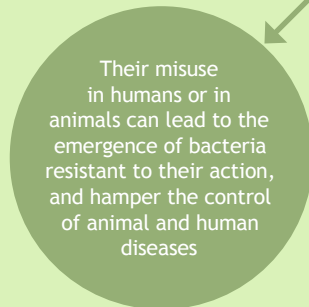 Their misuse
in humans or in
animals can lead to the
emergence of bacteria
resistant to their action,
and hamper the control
of animal and human
diseases